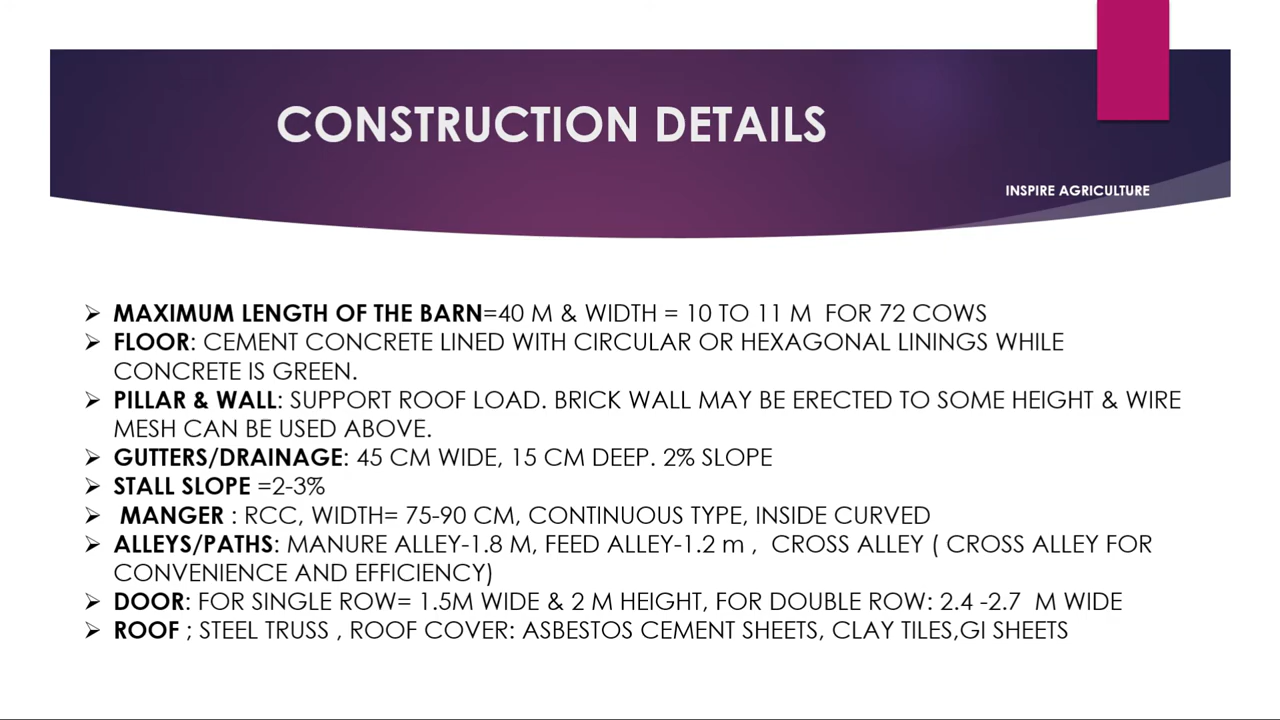 CONSTRUCTION DETAILS
INSPIRE AGRICULTURE
➢ MAXIMUM LENGTH OF THE BARN=40 M & WIDTH = 10 TO 11 M FOR 72 COWS
➢ FLOOR: CEMENT CONCRETE LINED WITH CIRCULAR OR HEXAGONAL LININGS WHILE
CONCRETE IS GREEN.
➢ PILLAR & WALL: SUPPORT ROOF LOAD. BRICK WALL MAY BE ERECTED TO SOME HEIGHT & WIRE
MESH CAN BE USED ABOVE.
➢ GUTTERS/DRAINAGE: 45 CM WIDE, 15 CM DEEP. 2% SLOPE
➢ STALL SLOPE =2-3%
➢ MANGER : RCC, WIDTH= 75-90 CM, CONTINUOUS TYPE, INSIDE CURVED
➢ ALLEYS/PATHS: MANURE ALLEY-1.8 M, FEED ALLEY-1.2 m , CROSS ALLEY ( CROSS ALLEY FOR
CONVENIENCE AND EFFICIENCY)
➢ DOOR: FOR SINGLE ROW= 1.5M WIDE & 2 M HEIGHT, FOR DOUBLE ROW: 2.4 -2.7 M WIDE
➢ ROOF ; STEEL TRUSS , ROOF COVER: ASBESTOS CEMENT SHEETS, CLAY TILES,GI SHEETS